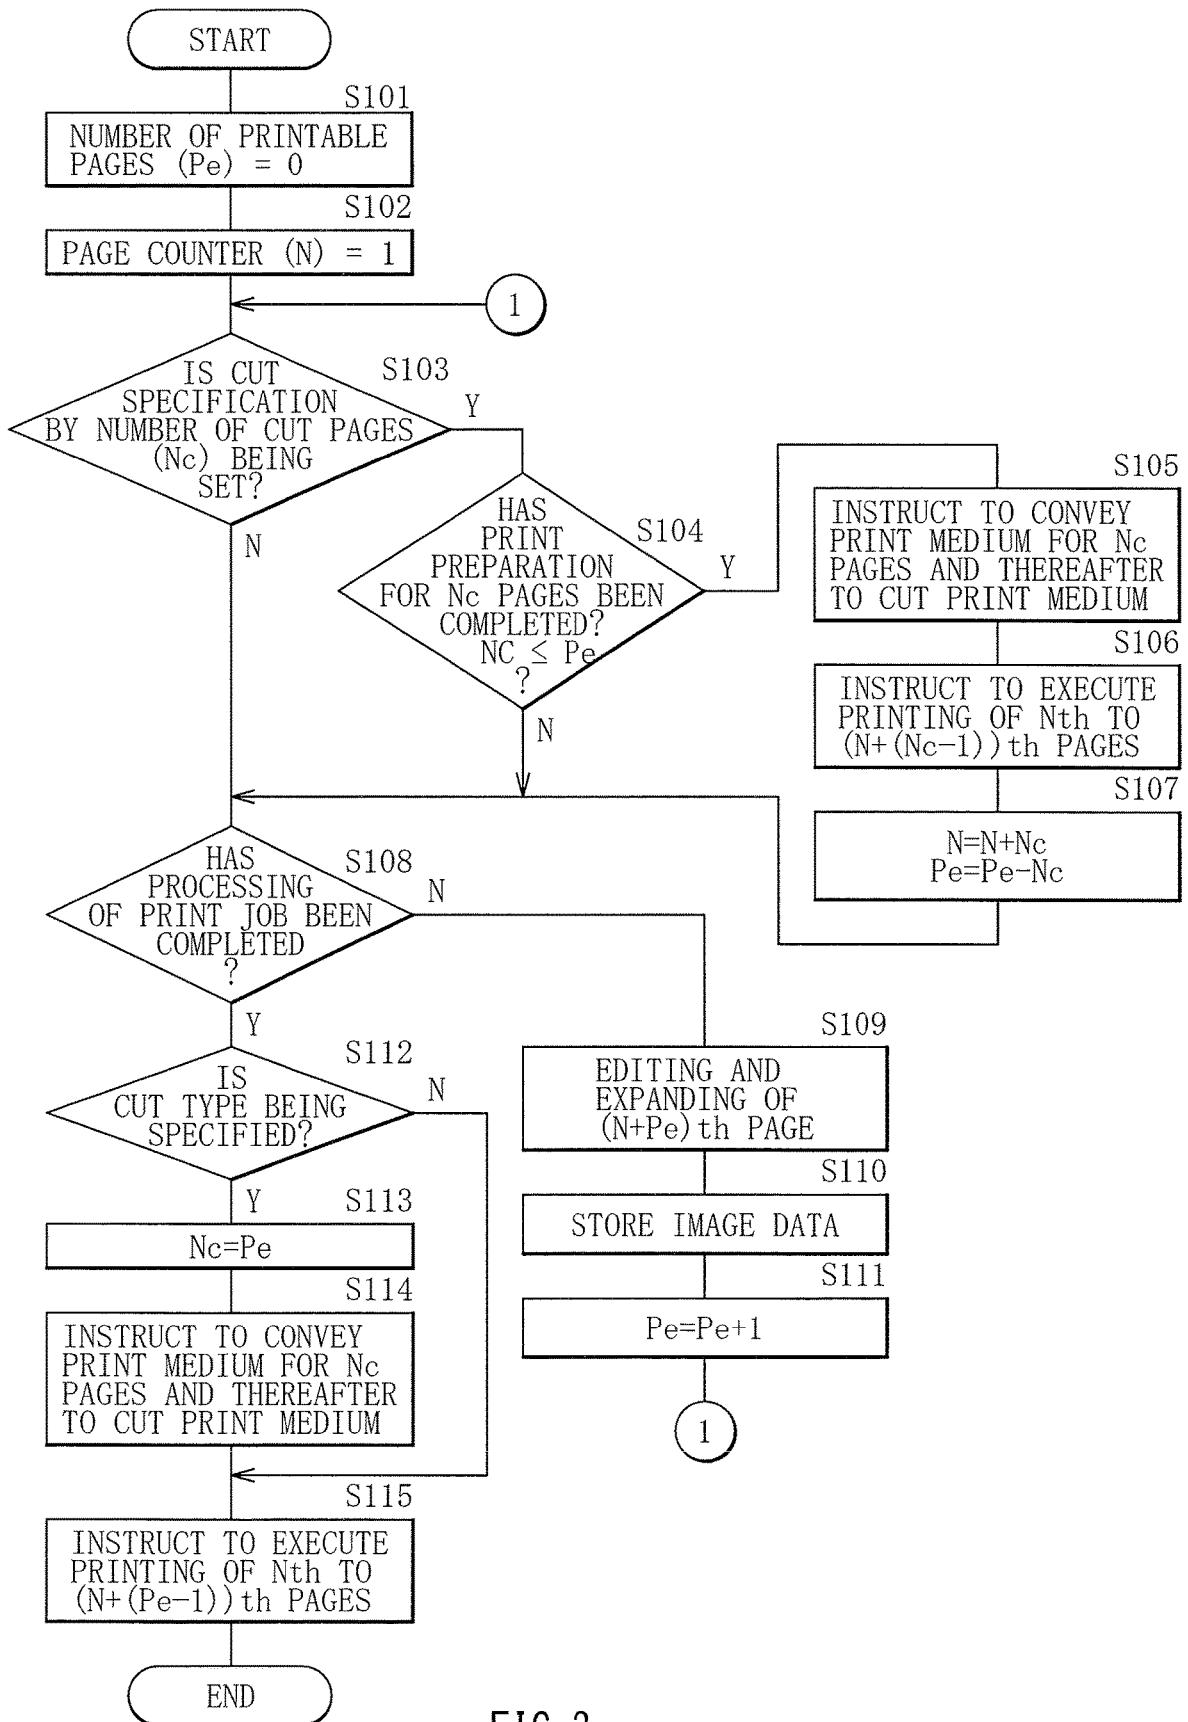 START
S101
NUMBER OF PRINTABLE
PAGES (Pe) = 0
S102
PAGE COUNTER (N) = 1
1
S103
IS CUT
SPECIFICATION
BY NUMBER OF CUT PAGES
(Nc) BEING
SET?
Y
N
S104
HAS
PRINT
PREPARATION
FOR Nc PAGES BEEN
COMPLETED?
NC ≤ Pe
?
Y
N
S105
INSTRUCT TO CONVEY
PRINT MEDIUM FOR Nc
PAGES AND THEREAFTER
TO CUT PRINT MEDIUM
S106
INSTRUCT TO EXECUTE
PRINTING OF Nth TO
(N+(Nc-1))th PAGES
S107
N=N+Nc
Pe=Pe-Nc
S108
HAS
PROCESSING
OF PRINT JOB BEEN
COMPLETED
?
N
Y
S109
EDITING AND
EXPANDING OF
(N+Pe)th PAGE
S110
STORE IMAGE DATA
S111
Pe=Pe+1
1
S112
IS
CUT TYPE BEING
SPECIFIED?
N
Y
S113
Nc=Pe
S114
INSTRUCT TO CONVEY
PRINT MEDIUM FOR Nc
PAGES AND THEREAFTER
TO CUT PRINT MEDIUM
S115
INSTRUCT TO EXECUTE
PRINTING OF Nth TO
(N+(Pe-1))th PAGES
END